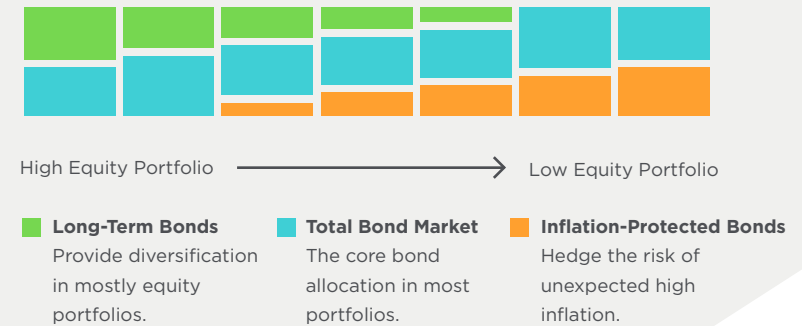 High Equity Portfolio
Low Equity Portfolio
Long-Term Bonds
Provide diversification
in mostly equity
portfolios.
Total Bond Market
The core bond
allocation in most
portfolios.
Inflation-Protected Bonds
Hedge the risk of
unexpected high
inflation.